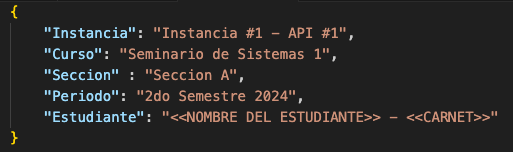 {
"Instancia": "Instancia #1 - API #1",
"Curso": "Seminario de Sistemas 1",
"Seccion" : "Seccion A",
"Periodo": "2do Semestre 2024",
"Estudiante": "<<NOMBRE DEL ESTUDIANTE>> - <<CARNET>>"
}